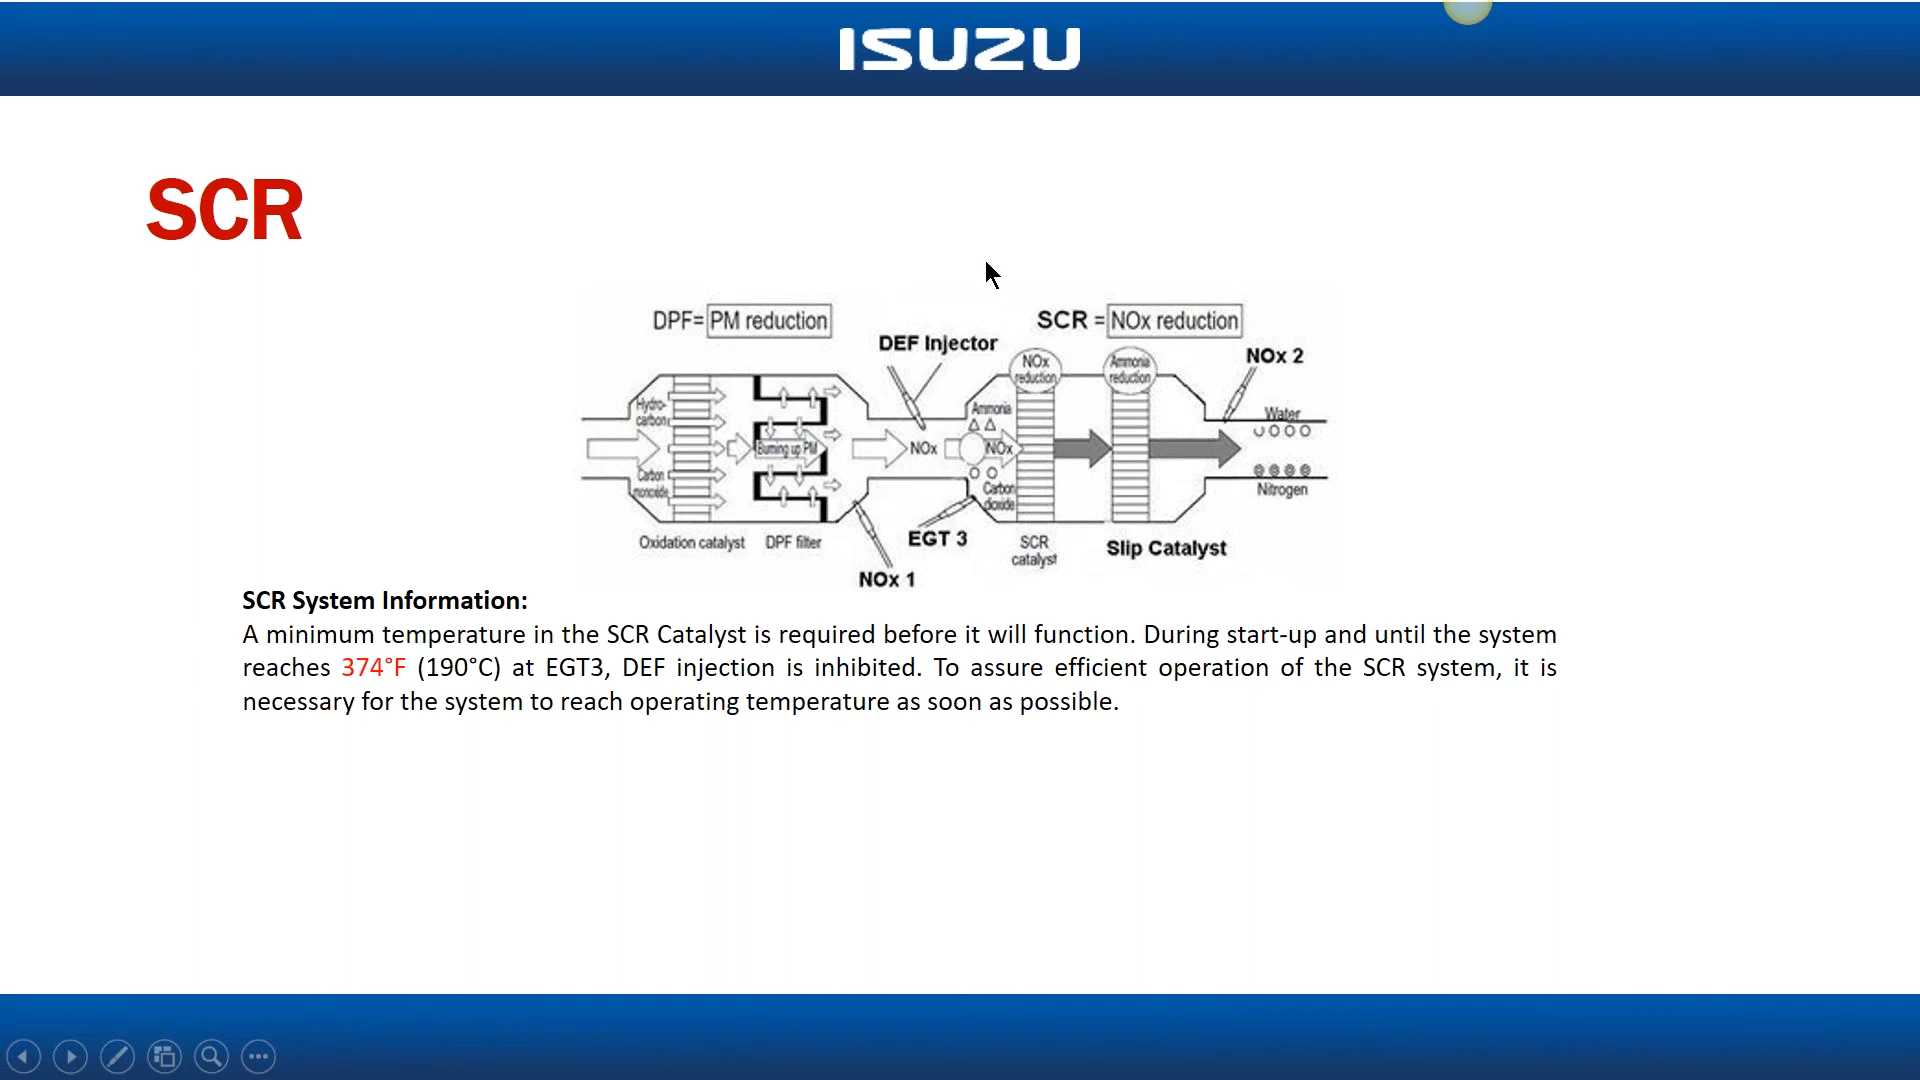 ISUZU
SCR
DPF= PM reduction
SCR = NOx reduction
DEF Injector
NOx 2
NOx
reduction
Ammonia
reduction
Hydro-
carbon
Ammonia
Water
Burning up PM
NOx
NOx
Carbon
monoxide
Carbon
dioxide
Nitrogen
Oxidation catalyst
DPF filter
EGT 3
SCR
catalyst
Slip Catalyst
NOx 1
SCR System Information:
A minimum temperature in the SCR Catalyst is required before it will function. During start-up and until the system
reaches 374°F (190°C) at EGT3, DEF injection is inhibited. To assure efficient operation of the SCR system, it is
necessary for the system to reach operating temperature as soon as possible.